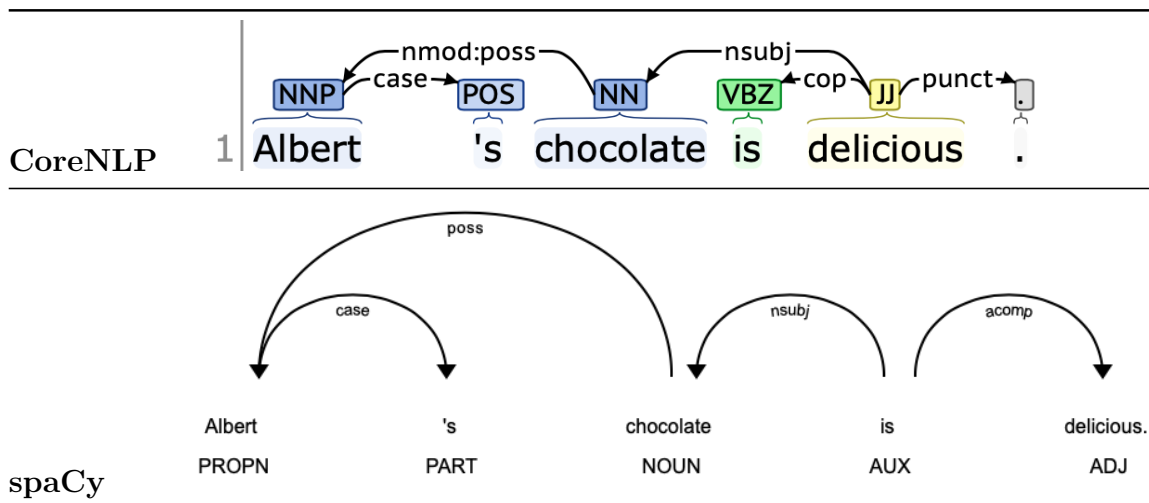 nmod:poss nsubj
case cop punct
NNP POS NN VBZ JJ .
CoreNLP 1 Albert 's chocolate is delicious .
poss
case nsubj acomp
Albert 's chocolate is delicious.
PROPN PART NOUN AUX ADJ
spaCy